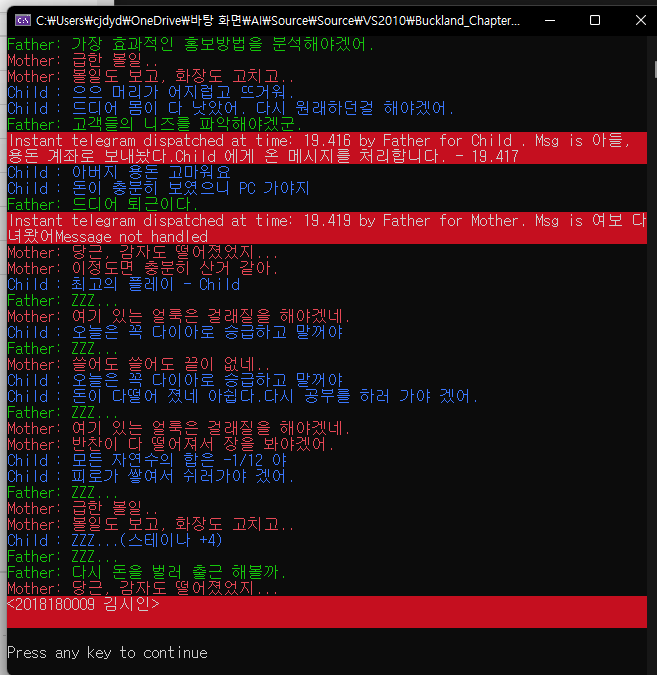 C:\Users\cjdyd\OneDrive\바탕 화면\AI\Source\Source\VS2010\Buckland_Chapter...
Father: 가장 효과적인 홍보방법을 분석해야겠어.
Mother: 급한 볼일..
Mother: 볼일도 보고, 화장도 고치고..
Child : 으으 머리가 어지럽고 뜨거워.
Child : 드디어 몸이 다 낫았어. 다시 원래하던걸 해야겠어.
Father: 고객들의 니즈를 파악해야겠군.
Instant telegram dispatched at time: 19.416 by Father for Child . Msg is 아들,
용돈 계좌로 보내놨다.Child 에게 온 메시지를 처리합니다. - 19.417
Child : 아버지 용돈 고마워요
Child : 돈이 충분히 보였으니 PC 가야지
Father: 드디어 퇴근이다.
Instant telegram dispatched at time: 19.419 by Father for Mother. Msg is 여보 다
녀왔어Message not handled
Mother: 당근, 감자도 떨어졌었지...
Mother: 이정도면 충분히 산거 같아.
Child : 최고의 플레이 - Child
Father: ZZZ...
Mother: 여기 있는 얼룩은 걸래질을 해야겠네.
Child : 오늘은 꼭 다이아로 승급하고 말꺼야
Father: ZZZ...
Mother: 쓸어도 쓸어도 끝이 없네..
Child : 오늘은 꼭 다이아로 승급하고 말꺼야
Child : 돈이 다떨어 졌네 아쉽다.다시 공부를 하러 가야 겠어.
Father: ZZZ...
Mother: 여기 있는 얼룩은 걸래질을 해야겠네.
Mother: 반찬이 다 떨어져서 장을 봐야겠어.
Child : 모든 자연수의 합은 -1/12 야
Child : 피로가 쌓여서 쉬러가야 겠어.
Father: ZZZ...
Mother: 급한 볼일..
Mother: 볼일도 보고, 화장도 고치고..
Child : ZZZ...(스테이나 +4)
Father: ZZZ...
Father: 다시 돈을 벌러 출근 해볼까.
Mother: 당근, 감자도 떨어졌었지...
<2018180009 김시인>
Press any key to continue